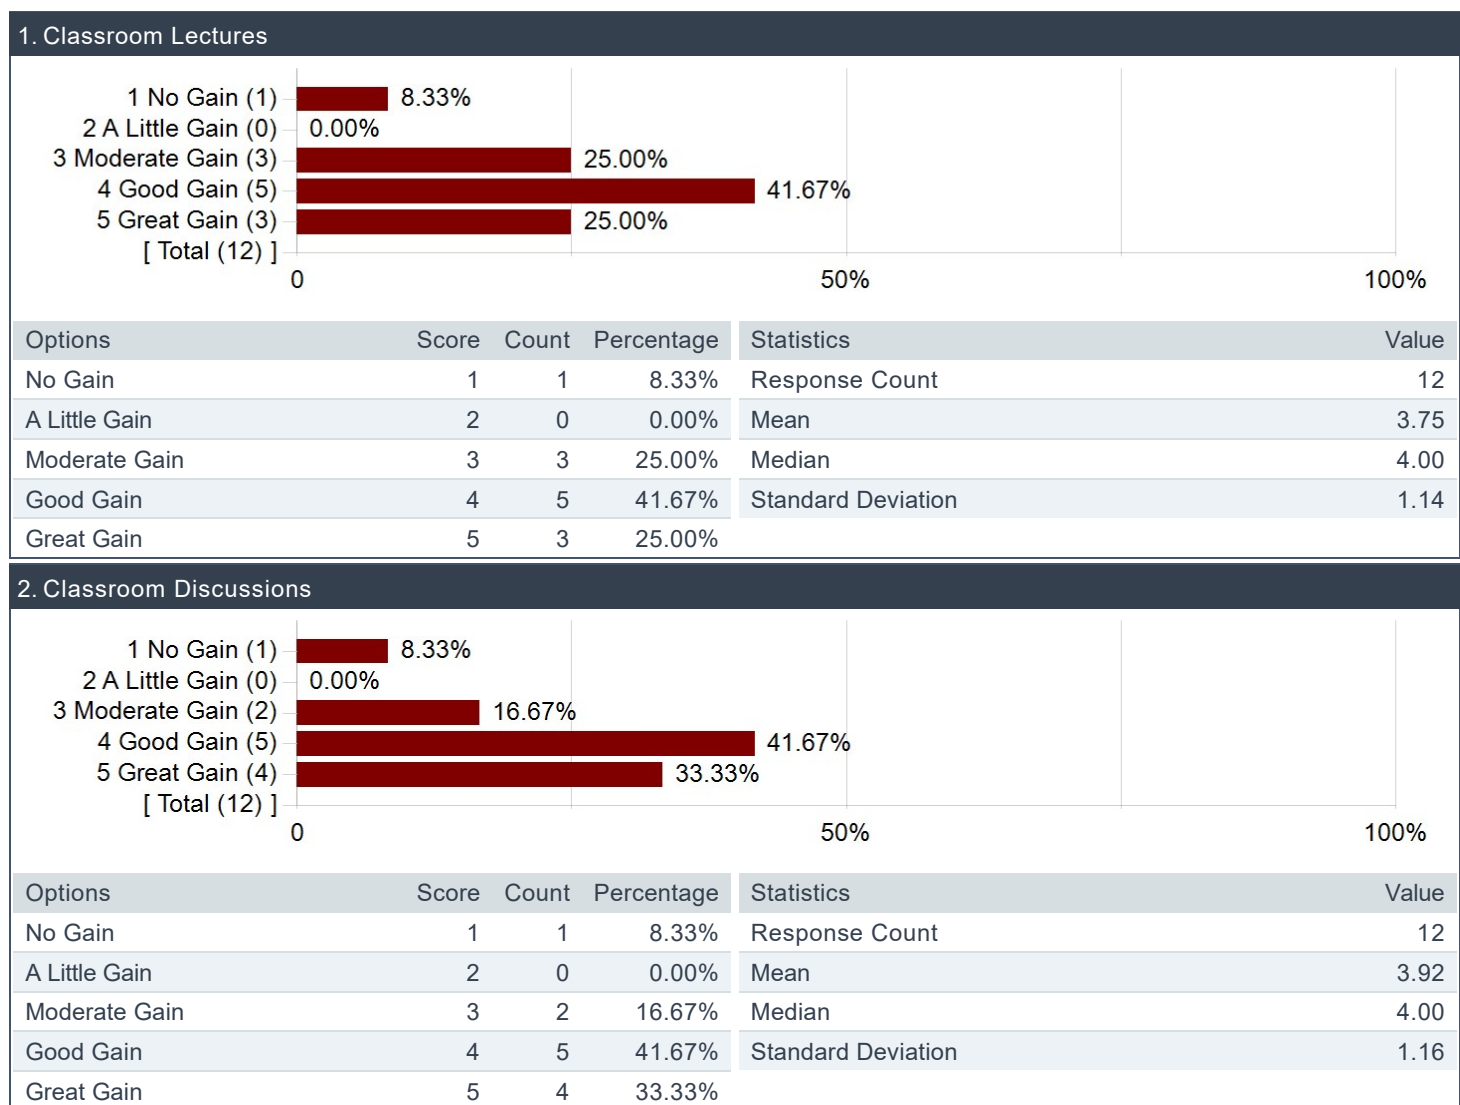 1. Classroom Lectures
1 No Gain (1) 8.33%
2 A Little Gain (0) 0.00%
3 Moderate Gain (3) 25.00%
4 Good Gain (5) 41.67%
5 Great Gain (3) 25.00%
[ Total (12) ]
0 50% 100%
Options Score Count Percentage Statistics Value
No Gain 1 1 8.33% Response Count 12
A Little Gain 2 0 0.00% Mean 3.75
Moderate Gain 3 3 25.00% Median 4.00
Good Gain 4 5 41.67% Standard Deviation 1.14
Great Gain 5 3 25.00%
2. Classroom Discussions
1 No Gain (1) 8.33%
2 A Little Gain (0) 0.00%
3 Moderate Gain (2) 16.67%
4 Good Gain (5) 41.67%
5 Great Gain (4) 33.33%
[ Total (12) ]
0 50% 100%
Options Score Count Percentage Statistics Value
No Gain 1 1 8.33% Response Count 12
A Little Gain 2 0 0.00% Mean 3.92
Moderate Gain 3 2 16.67% Median 4.00
Good Gain 4 5 41.67% Standard Deviation 1.16
Great Gain 5 4 33.33%